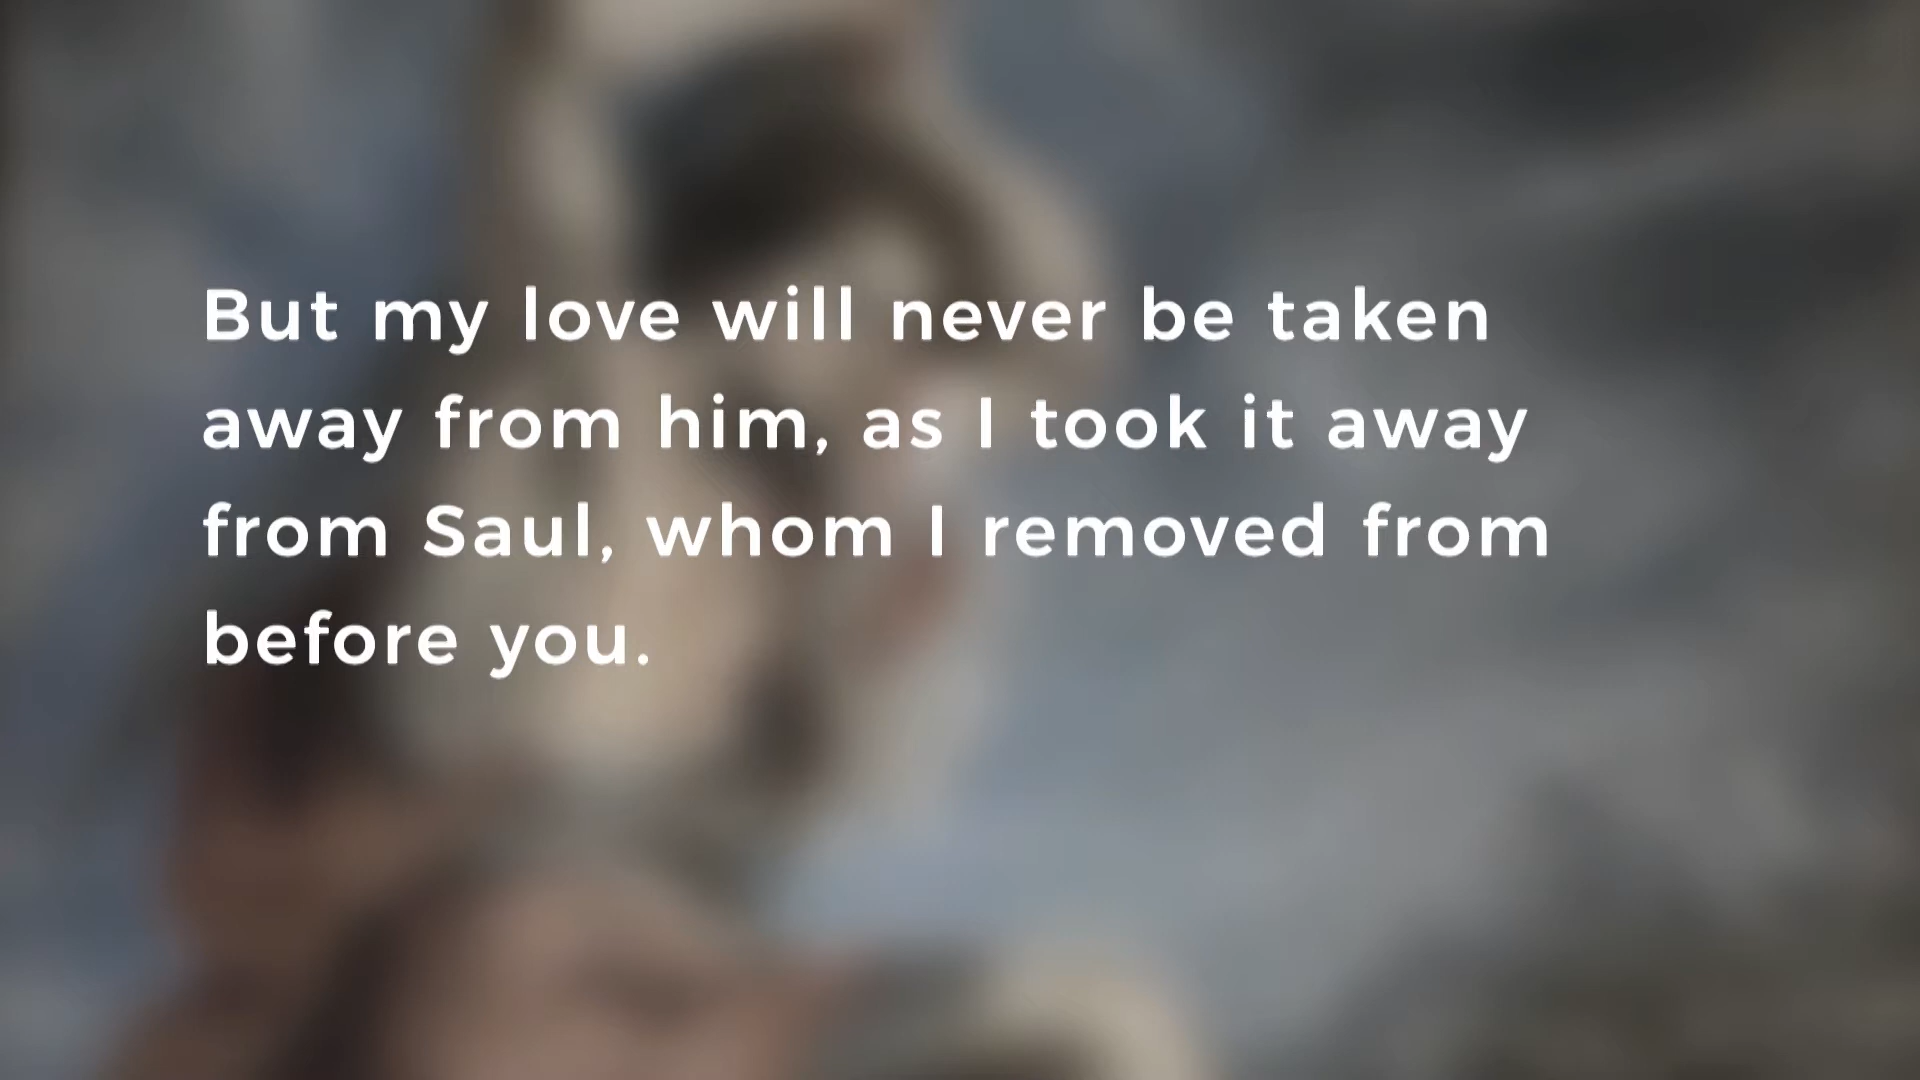 But my love will never be taken
away from him, as I took it away
from Saul, whom I removed from
before you.